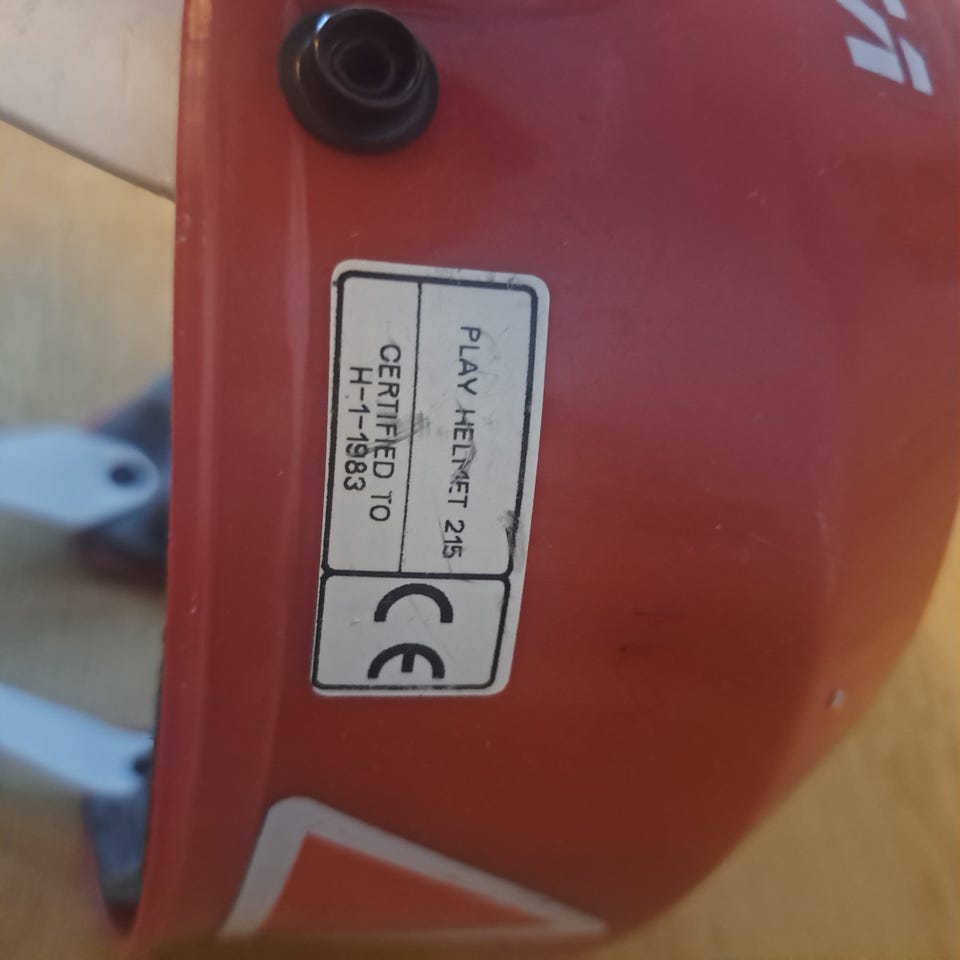 PLAY HELMET 215
CERTIFIED TO
H-1-1983
CE